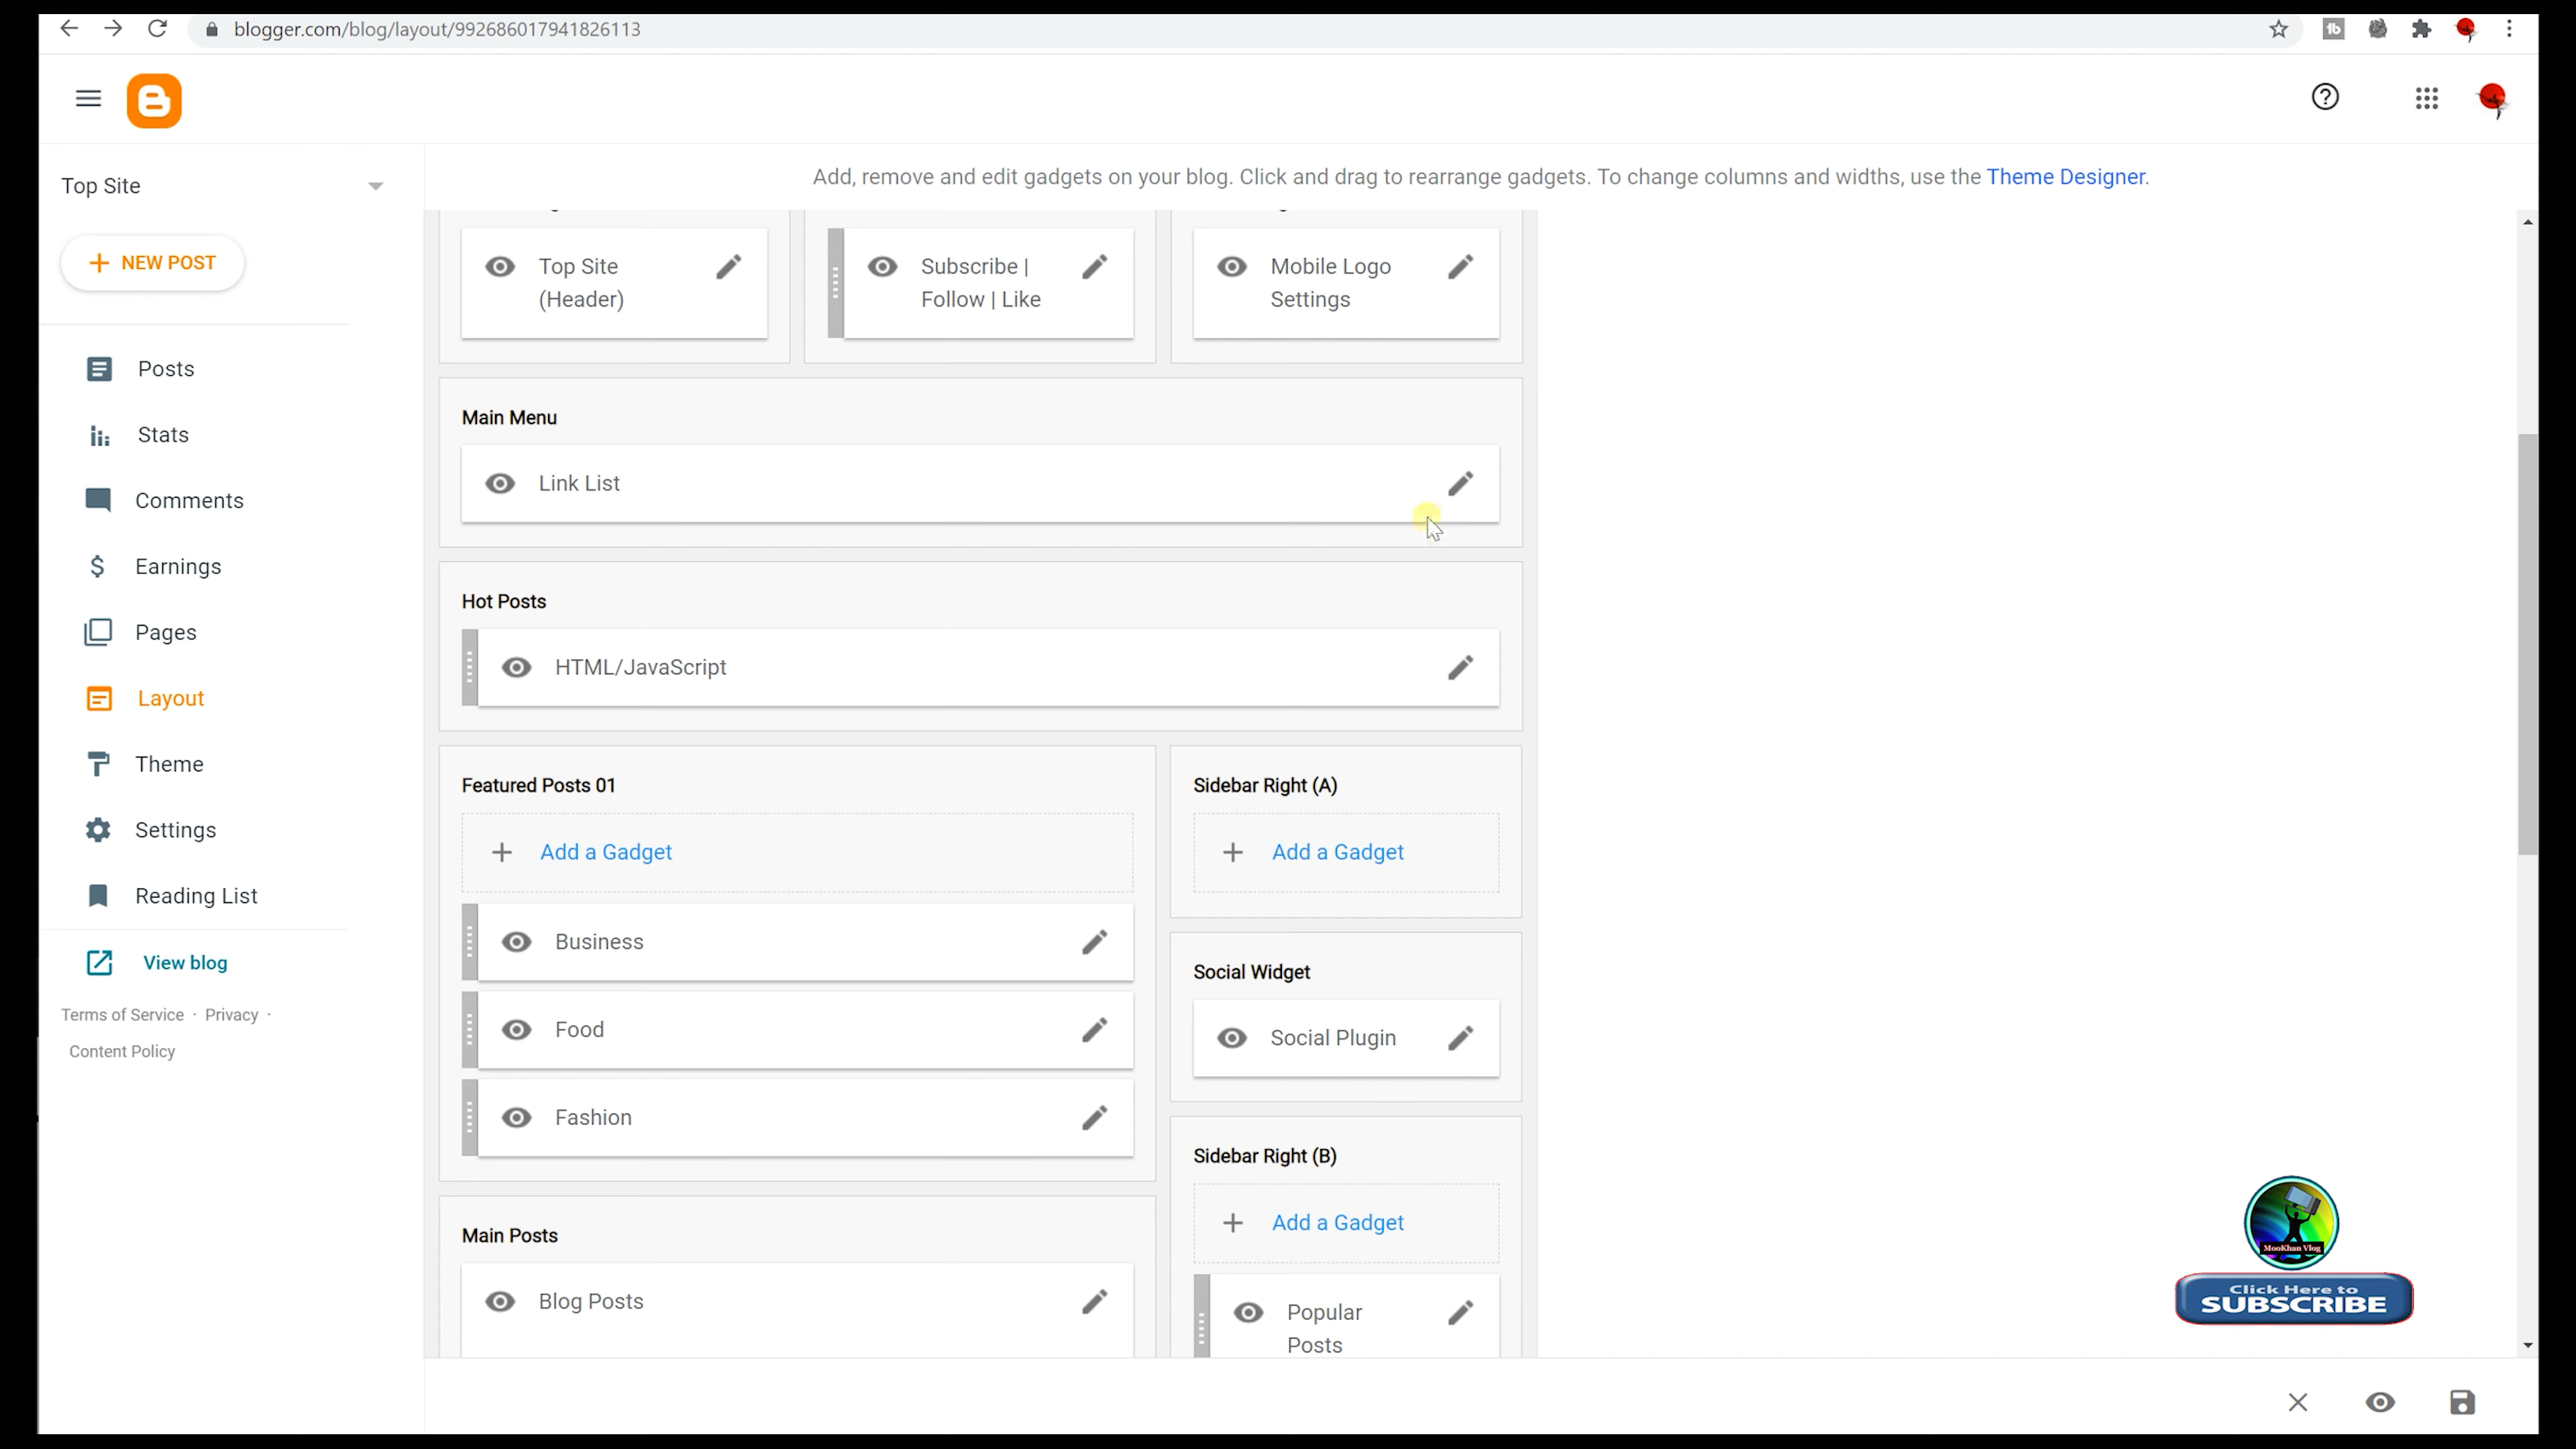 blogger.com/blog/layout/992686017941826113
Top Site
Add, remove and edit gadgets on your blog. Click and drag to rearrange gadgets. To change columns and widths, use the Theme Designer.
NEW POST
Posts
Stats
Comments
Earnings
Pages
Layout
Theme
Settings
Reading List
View blog
Terms of Service · Privacy ·
Content Policy
Top Site
(Header)
Subscribe |
Follow | Like
Mobile Logo
Settings
Main Menu
Link List
Hot Posts
HTML/JavaScript
Featured Posts 01
Add a Gadget
Business
Food
Fashion
Main Posts
Blog Posts
Sidebar Right (A)
Add a Gadget
Social Widget
Social Plugin
Sidebar Right (B)
Add a Gadget
Popular
Posts
MooKhan Vlog
Click Here to
SUBSCRIBE